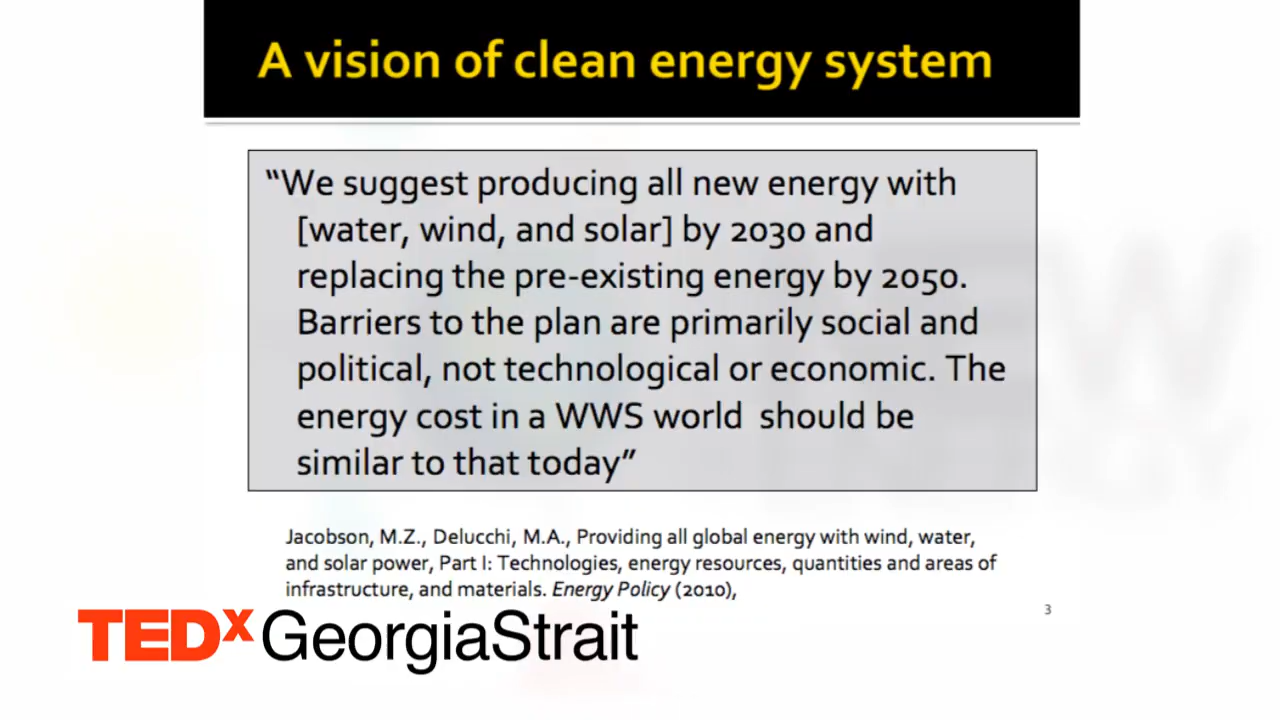 A vision of clean energy system
“We suggest producing all new energy with
[water, wind, and solar] by 2030 and
replacing the pre-existing energy by 2050.
Barriers to the plan are primarily social and
political, not technological or economic. The
energy cost in a WWS world should be
similar to that today”
Jacobson, M.Z., Delucchi, M.A., Providing all global energy with wind, water,
and solar power, Part I: Technologies, energy resources, quantities and areas of
infrastructure, and materials. Energy Policy (2010),
3
TEDxGeorgiaStrait
NEW
ENERGY